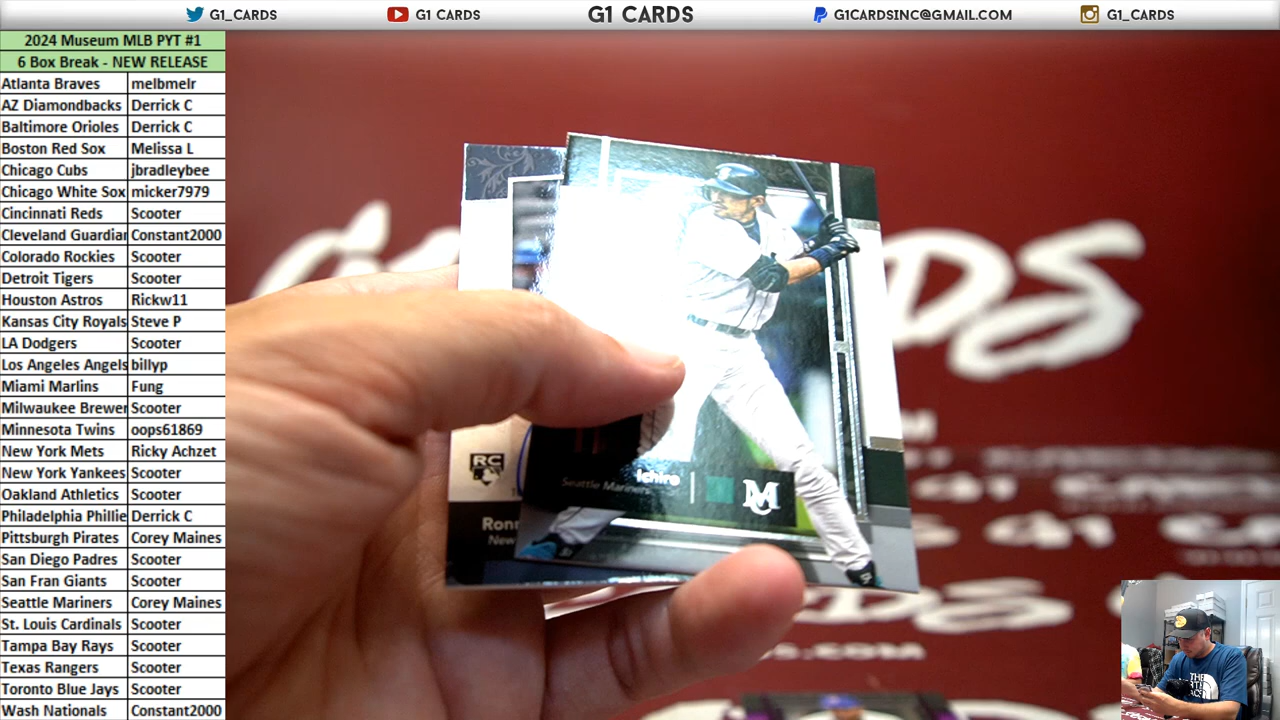 G1_CARDS
G1 CARDS
G1 CARDS
G1CARDSINC@GMAIL.COM
G1_CARDS
2024 Museum MLB PYT #1
6 Box Break - NEW RELEASE
Atlanta Braves melbmelr
AZ Diamondbacks Derrick C
Baltimore Orioles Derrick C
Boston Red Sox Melissa L
Chicago Cubs jbradleybee
Chicago White Sox micker7979
Cincinnati Reds Scooter
Cleveland Guardian Constant2000
Colorado Rockies Scooter
Detroit Tigers Scooter
Houston Astros Rickw11
Kansas City Royals Steve P
LA Dodgers Scooter
Los Angeles Angels billyp
Miami Marlins Fung
Milwaukee Brewer Scooter
Minnesota Twins oops61869
New York Mets Ricky Achzet
New York Yankees Scooter
Oakland Athletics Scooter
Philadelphia Phillie Derrick C
Pittsburgh Pirates Corey Maines
San Diego Padres Scooter
San Fran Giants Scooter
Seattle Mariners Corey Maines
St. Louis Cardinals Scooter
Tampa Bay Rays Scooter
Texas Rangers Scooter
Toronto Blue Jays Scooter
Wash Nationals Constant2000
Ichiro
Seattle Mariners
MC
RC
Ronn
New
THE